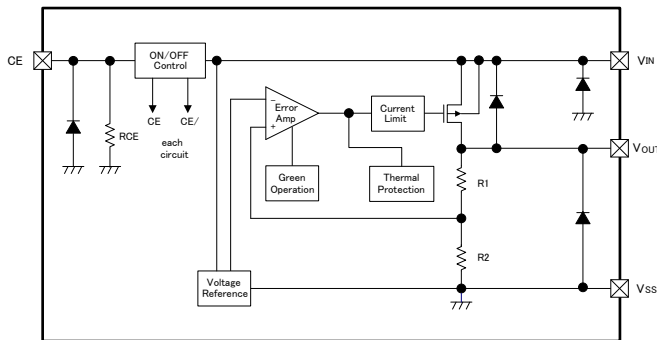 CE
ON/OFF
Control
VIN
CE
CE/
each
circuit
RCE
−
Error
Amp
+
Current
Limit
Green
Operation
Thermal
Protection
VOUT
R1
R2
Voltage
Reference
VSS